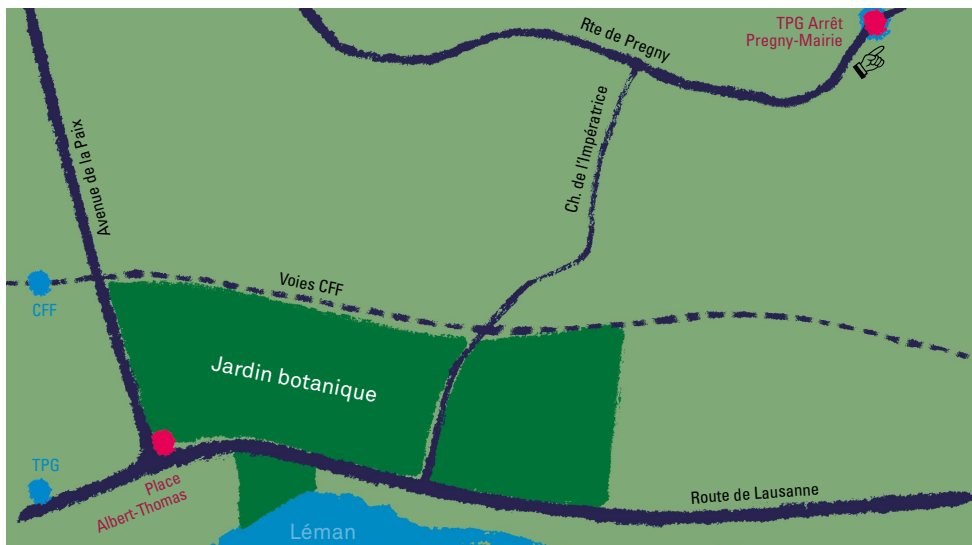 TPG Arrêt
Pregny-Mairie
Rte de Pregny
Ch. de l'Impératrice
Avenue de la Paix
Voies CFF
CFF
Jardin botanique
TPG
Place
Albert-Thomas
Route de Lausanne
Léman